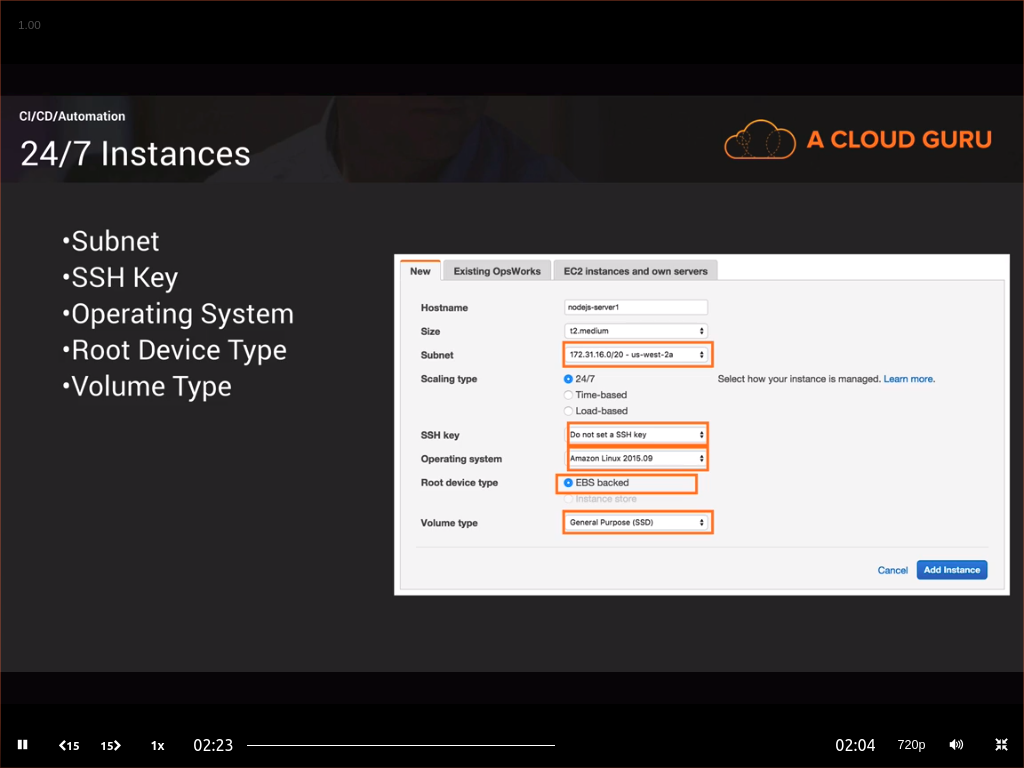 1.00
CI/CD/Automation
24/7 Instances
A CLOUD GURU
•Subnet
•SSH Key
•Operating System
•Root Device Type
•Volume Type
New Existing OpsWorks EC2 instances and own servers
Hostname nodejs-server1
Size t2.medium
Subnet 172.31.16.0/20 - us-west-2a
Scaling type 24/7 Select how your instance is managed. Learn more.
Time-based
Load-based
SSH key Do not set a SSH key
Operating system Amazon Linux 2015.09
Root device type EBS backed
Instance store
Volume type General Purpose (SSD)
Cancel Add Instance
15 15 1x 02:23 02:04 720p